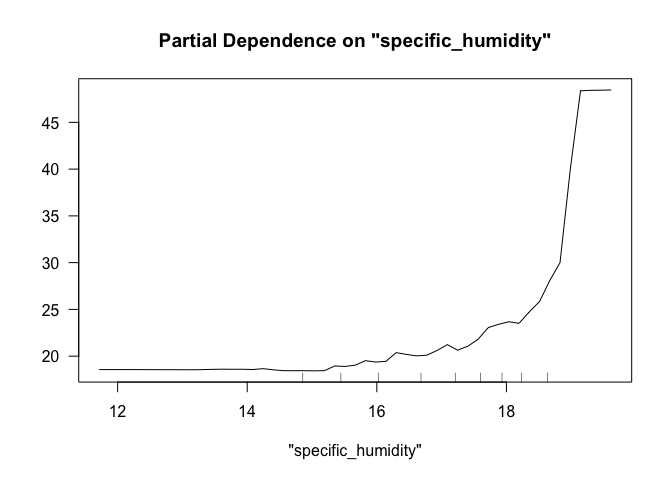 Partial Dependence on "specific_humidity"
45
40
35
30
25
20
12 14 16 18
"specific_humidity"